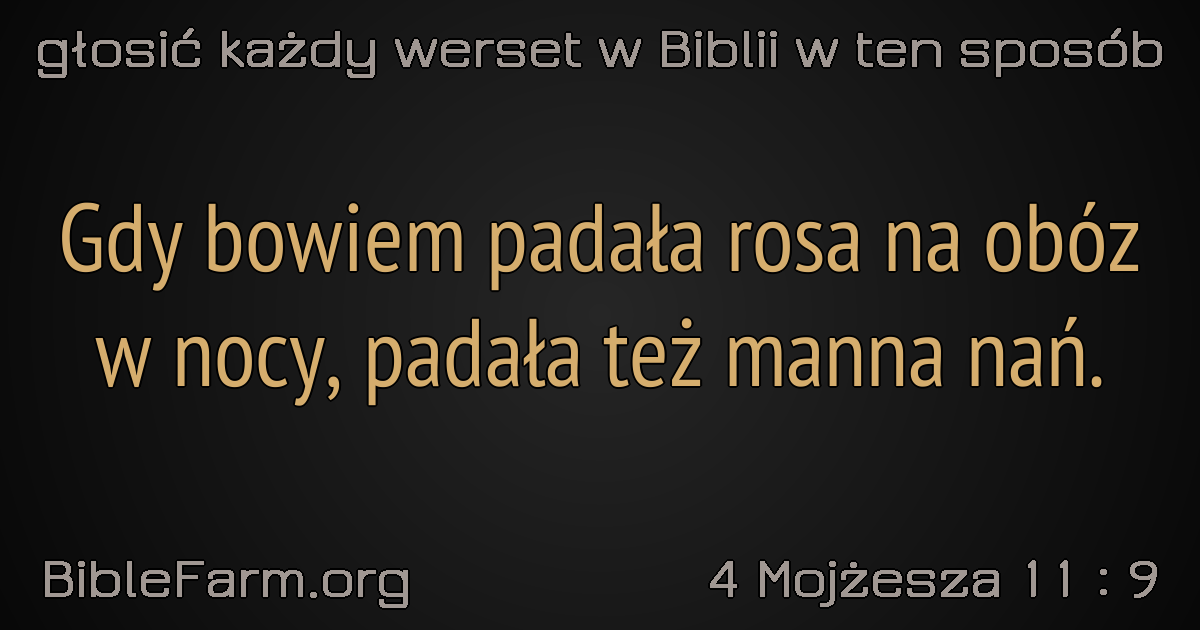 głosić każdy werset w Biblii w ten sposób
Gdy bowiem padała rosa na obóz
w nocy, padała też manna nań.
BibleFarm.org
4 Mojżesza 11 : 9